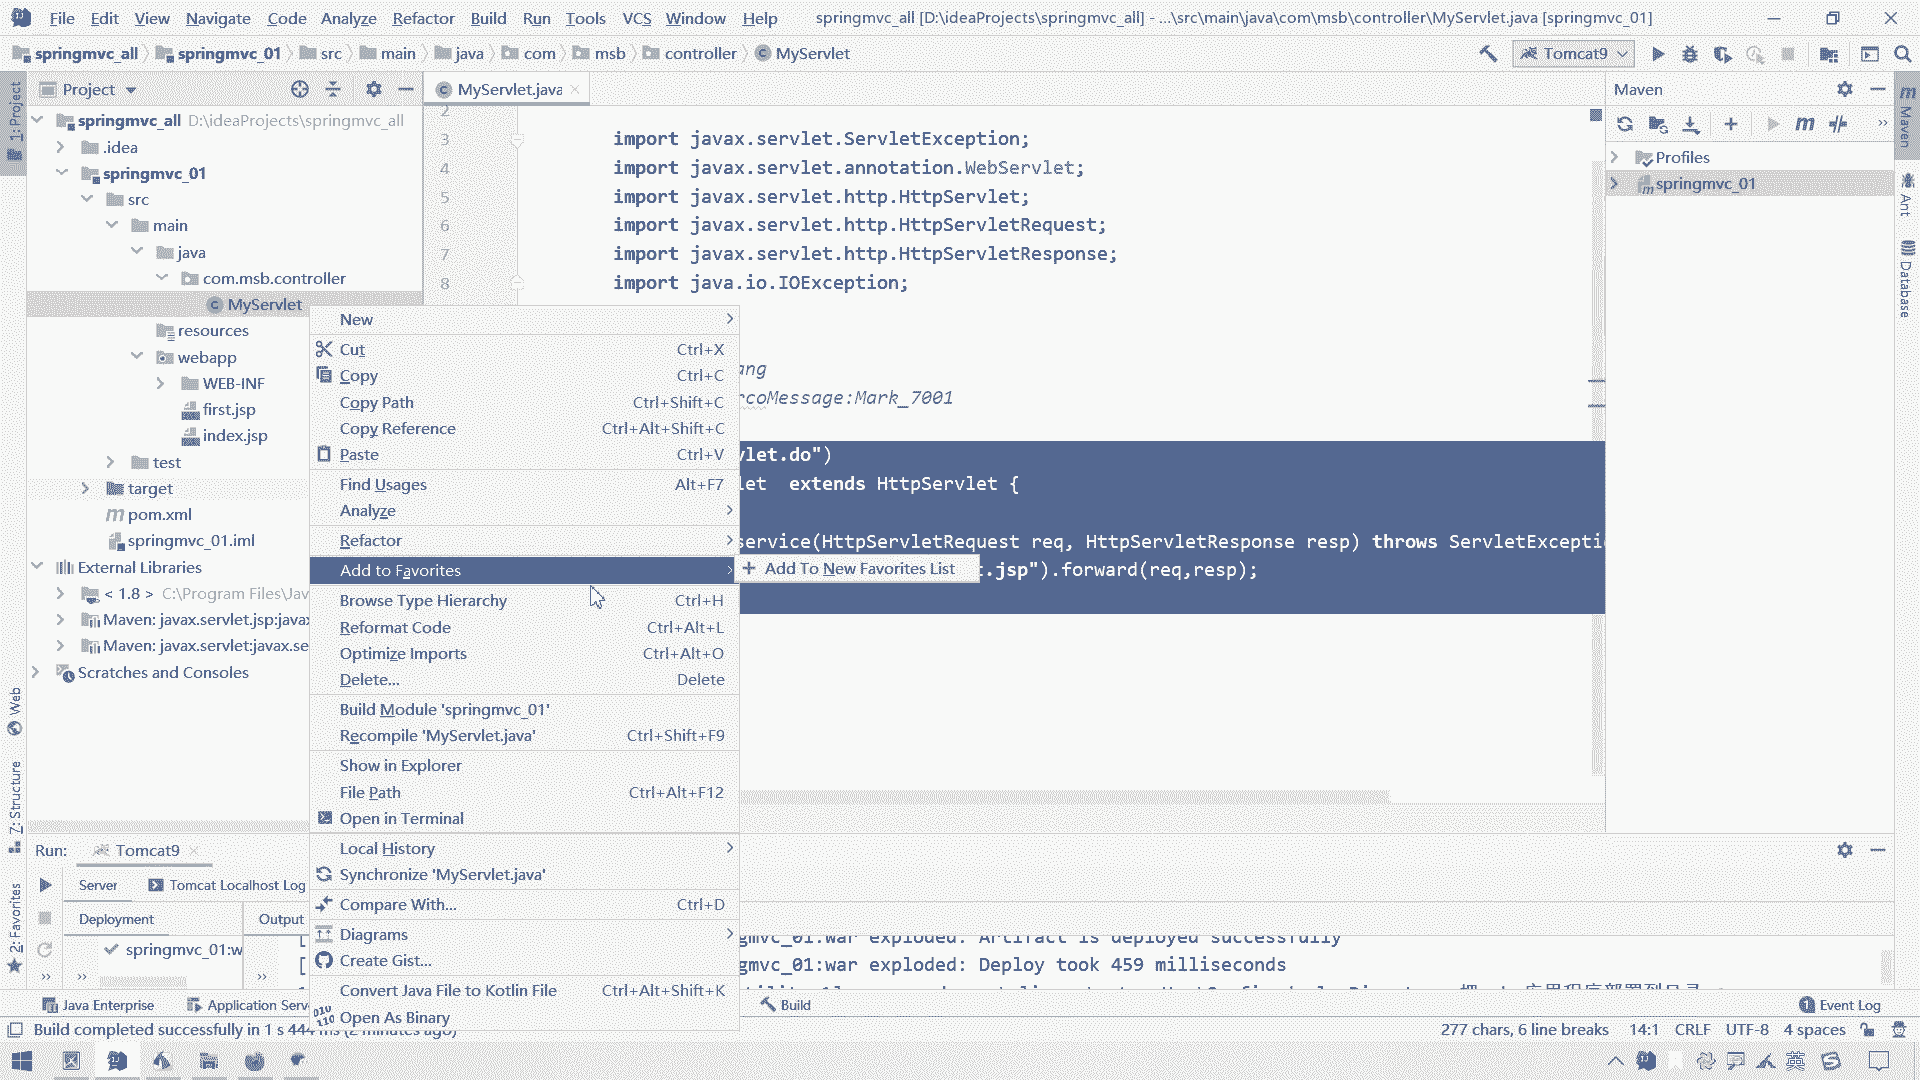 File Edit View Navigate Code Analyze Refactor Build Run Tools VCS Window Help springmvc_all [D:\ideaProjects\springmvc_all] - ...\src\main\java\com\msb\controller\MyServlet.java [springmvc_01]
springmvc_all springmvc_01 src main java com msb controller MyServlet Tomcat9
1: Project
Project
MyServlet.java
Maven
springmvc_all D:\ideaProjects\springmvc_all
.idea
springmvc_01
src
main
java
com.msb.controller
MyServlet
resources
webapp
WEB-INF
first.jsp
index.jsp
test
target
pom.xml
springmvc_01.iml
External Libraries
< 1.8 > C:\Program Files\Jav
Maven: javax.servlet.jsp:javax
Maven: javax.servlet:javax.se
Scratches and Consoles
2
3 import javax.servlet.ServletException;
4 import javax.servlet.annotation.WebServlet;
5 import javax.servlet.http.HttpServlet;
6 import javax.servlet.http.HttpServletRequest;
7 import javax.servlet.http.HttpServletResponse;
8 import java.io.IOException;
ang
rcoMessage:Mark_7001
vlet.do")
let extends HttpServlet {
service(HttpServletRequest req, HttpServletResponse resp) throws ServletExcepti
t.jsp").forward(req,resp);
New
Cut Ctrl+X
Copy Ctrl+C
Copy Path Ctrl+Shift+C
Copy Reference Ctrl+Alt+Shift+C
Paste Ctrl+V
Find Usages Alt+F7
Analyze
Refactor
Add to Favorites
Add To New Favorites List
Browse Type Hierarchy Ctrl+H
Reformat Code Ctrl+Alt+L
Optimize Imports Ctrl+Alt+O
Delete... Delete
Build Module 'springmvc_01'
Recompile 'MyServlet.java' Ctrl+Shift+F9
Show in Explorer
File Path Ctrl+Alt+F12
Open in Terminal
Local History
Synchronize 'MyServlet.java'
Compare With... Ctrl+D
Diagrams
Create Gist...
Convert Java File to Kotlin File Ctrl+Alt+Shift+K
Open As Binary
Profiles
springmvc_01
Maven
Ant
Database
Web
7: Structure
2: Favorites
Run: Tomcat9
Server Tomcat Localhost Log
Deployment Output
springmvc_01:w
gmvc_01:war exploded: Artifact is deployed successfully
gmvc_01:war exploded: Deploy took 459 milliseconds
Java Enterprise Application Serv Build Event Log
Build completed successfully in 1 s 444 ms (2 minutes ago) 277 chars, 6 line breaks 14:1 CRLF UTF-8 4 spaces
英